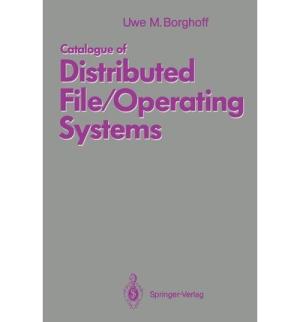 Uwe M. Borghoff
Catalogue of
Distributed
File/Operating
Systems
Springer-Verlag